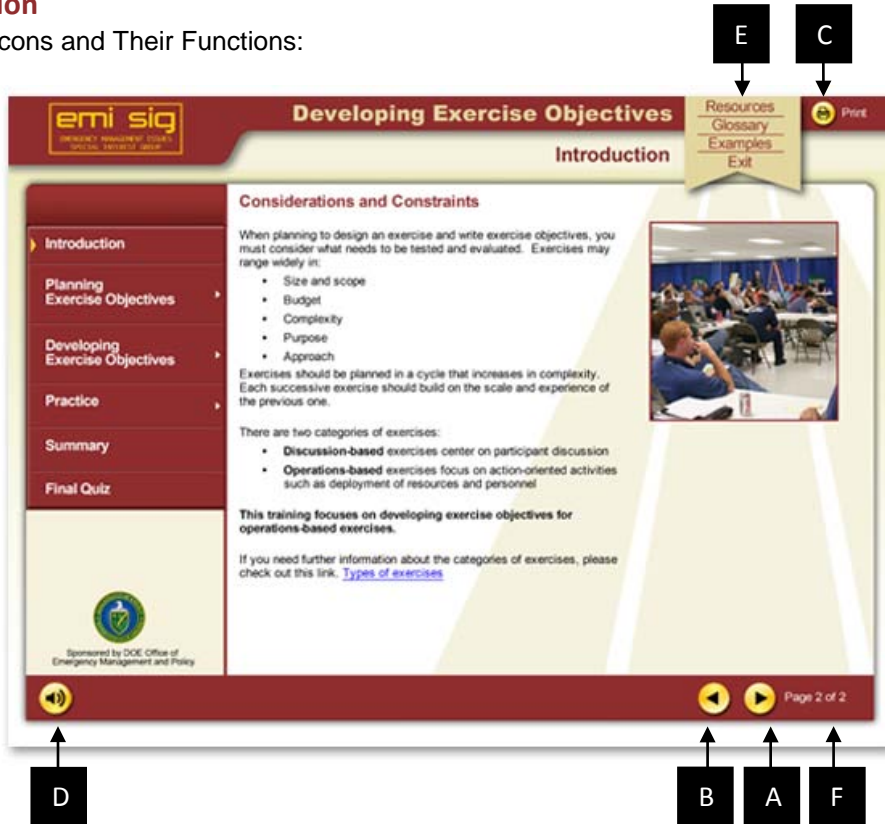 ion
cons and Their Functions:
E
C
emi sig
EMERGENCY MANAGEMENT ISSUES
SPECIAL INTEREST GROUP
Developing Exercise Objectives
Introduction
Resources
Glossary
Examples
Exit
Print
Introduction
Planning
Exercise Objectives
Developing
Exercise Objectives
Practice
Summary
Final Quiz
Sponsored by DOE Office of
Emergency Management and Policy
Considerations and Constraints
When planning to design an exercise and write exercise objectives, you
must consider what needs to be tested and evaluated. Exercises may
range widely in:
• Size and scope
• Budget
• Complexity
• Purpose
• Approach
Exercises should be planned in a cycle that increases in complexity.
Each successive exercise should build on the scale and experience of
the previous one.
There are two categories of exercises:
• Discussion-based exercises center on participant discussion
• Operations-based exercises focus on action-oriented activities
such as deployment of resources and personnel
This training focuses on developing exercise objectives for
operations-based exercises.
If you need further information about the categories of exercises, please
check out this link. Types of exercises
Page 2 of 2
D
B
A
F